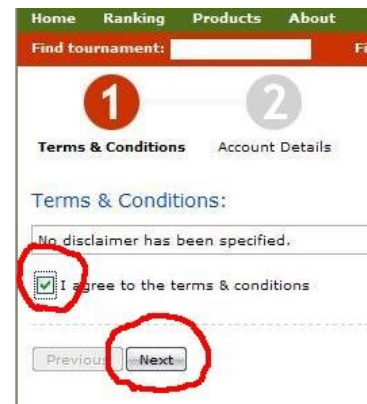 Home Ranking Products About
Find tournament: Fi
1 2
Terms & Conditions Account Details
Terms & Conditions:
No disclaimer has been specified.
I agree to the terms & conditions
Previous Next